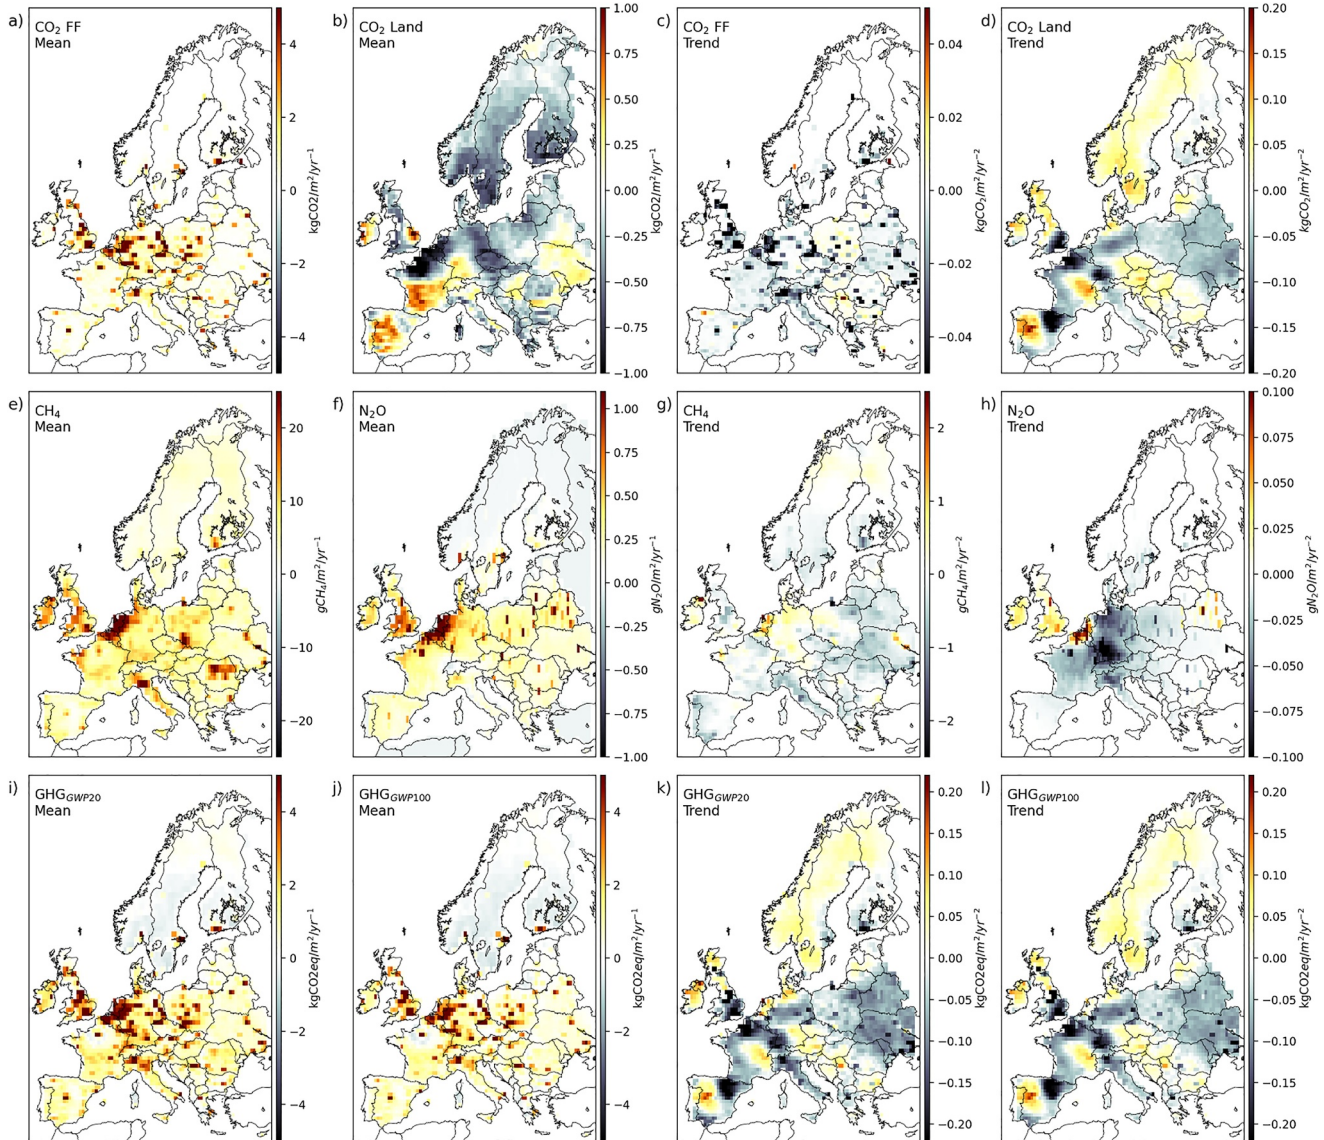 a) CO₂ FF
Mean
4
2
0
−2
−4
kgCO2/m²/yr⁻¹
b) CO₂ Land
Mean
1.00
0.75
0.50
0.25
0.00
−0.25
−0.50
−0.75
−1.00
kgCO2/m²/yr⁻¹
c) CO₂ FF
Trend
0.04
0.02
0.00
−0.02
−0.04
kgCO₂/m²/yr⁻²
d) CO₂ Land
Trend
0.20
0.15
0.10
0.05
0.00
−0.05
−0.10
−0.15
−0.20
kgCO₂/m²/yr⁻²
e) CH₄
Mean
20
10
0
−10
−20
gCH₄/m²/yr⁻¹
f) N₂O
Mean
1.00
0.75
0.50
0.25
0.00
−0.25
−0.50
−0.75
−1.00
gN₂O/m²/yr⁻¹
g) CH₄
Trend
2
1
0
−1
−2
gCH₄/m²/yr⁻²
h) N₂O
Trend
0.100
0.075
0.050
0.025
0.000
−0.025
−0.050
−0.075
−0.100
gN₂O/m²/yr⁻²
i) GHG_GWP20
Mean
4
2
0
−2
−4
kgCO2eq/m²/yr⁻¹
j) GHG_GWP100
Mean
4
2
0
−2
−4
kgCO2eq/m²/yr⁻¹
k) GHG_GWP20
Trend
0.20
0.15
0.10
0.05
0.00
−0.05
−0.10
−0.15
−0.20
kgCO2eq/m²/yr⁻²
l) GHG_GWP100
Trend
0.20
0.15
0.10
0.05
0.00
−0.05
−0.10
−0.15
−0.20
kgCO2eq/m²/yr⁻²